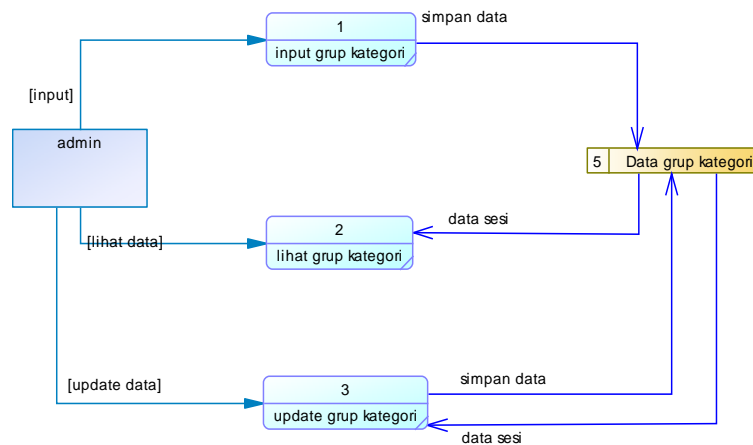 simpan data
1
input grup kategori
[input]
admin
5 Data grup kategori
data sesi
2
[lihat data]
lihat grup kategori
3
[update data]
simpan data
update grup kategori
data sesi